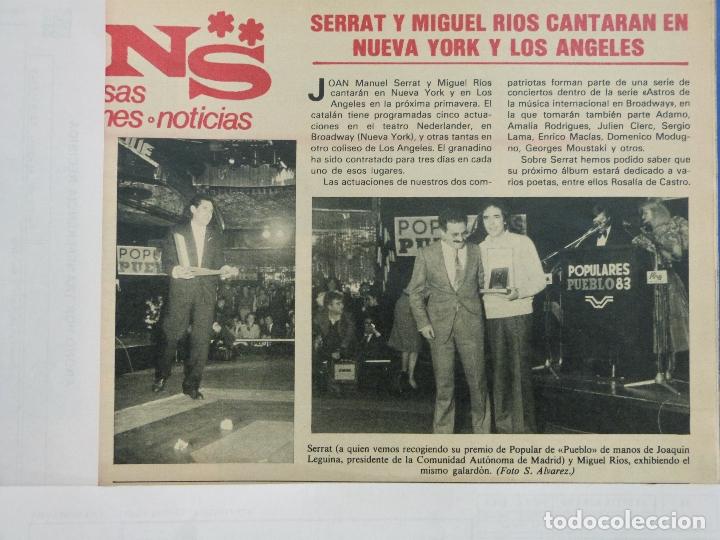 NS
sas
nes • noticias
SERRAT Y MIGUEL RIOS CANTARAN EN
NUEVA YORK Y LOS ANGELES
JOAN Manuel Serrat y Miguel Ríos
cantarán en Nueva York y en Los
Angeles en la próxima primavera. El
catalán tiene programadas cinco actua-
ciones en el teatro Nederlander, en
Broadway (Nueva York), y otras tantas en
otro coliseo de Los Angeles. El granadino
ha sido contratado para tres días en cada
uno de esos lugares.
Las actuaciones de nuestros dos com-
patriotas forman parte de una serie de
conciertos dentro de la serie «Astros de
la música internacional en Broadway», en
la que tomarán también parte Adamo,
Amalia Rodrigues, Julien Clerc, Sergio
Lama, Enrico Macías, Domenico Modug-
no, Georges Moustaki y otros.
Sobre Serrat hemos podido saber que
su próximo álbum estará dedicado a va-
rios poetas, entre ellos Rosalía de Castro.
POPU
PUE
POPU
PUEB
POPULARES
PUEBLO 83
Serrat (a quien vemos recogiendo su premio de Popular de «Pueblo» de manos de Joaquín
Leguina, presidente de la Comunidad Autónoma de Madrid) y Miguel Ríos, exhibiendo el
mismo galardón. (Foto S. Alvarez.)
todocoleccion.net